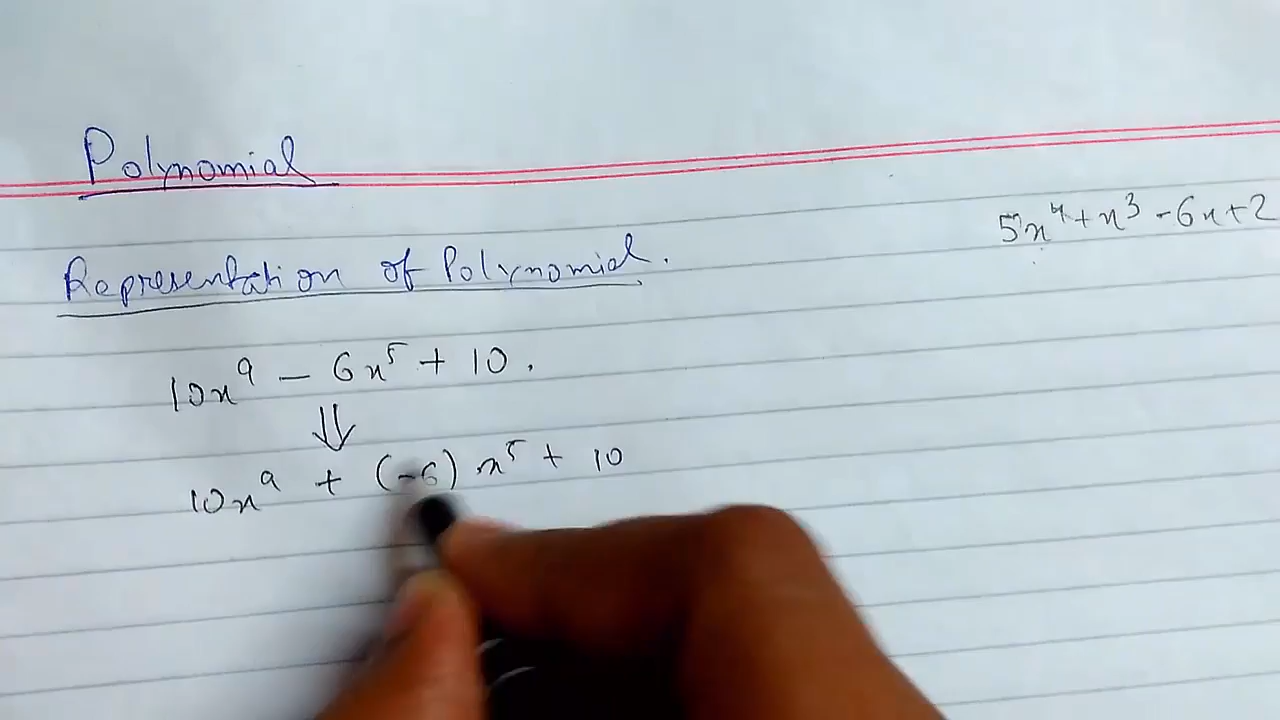 Polynomial
5x⁴+x³-6x+2
Representation of Polynomial.
10x⁹ - 6x⁵ + 10.
⇓
10x⁹ + (-6) x⁵ + 10